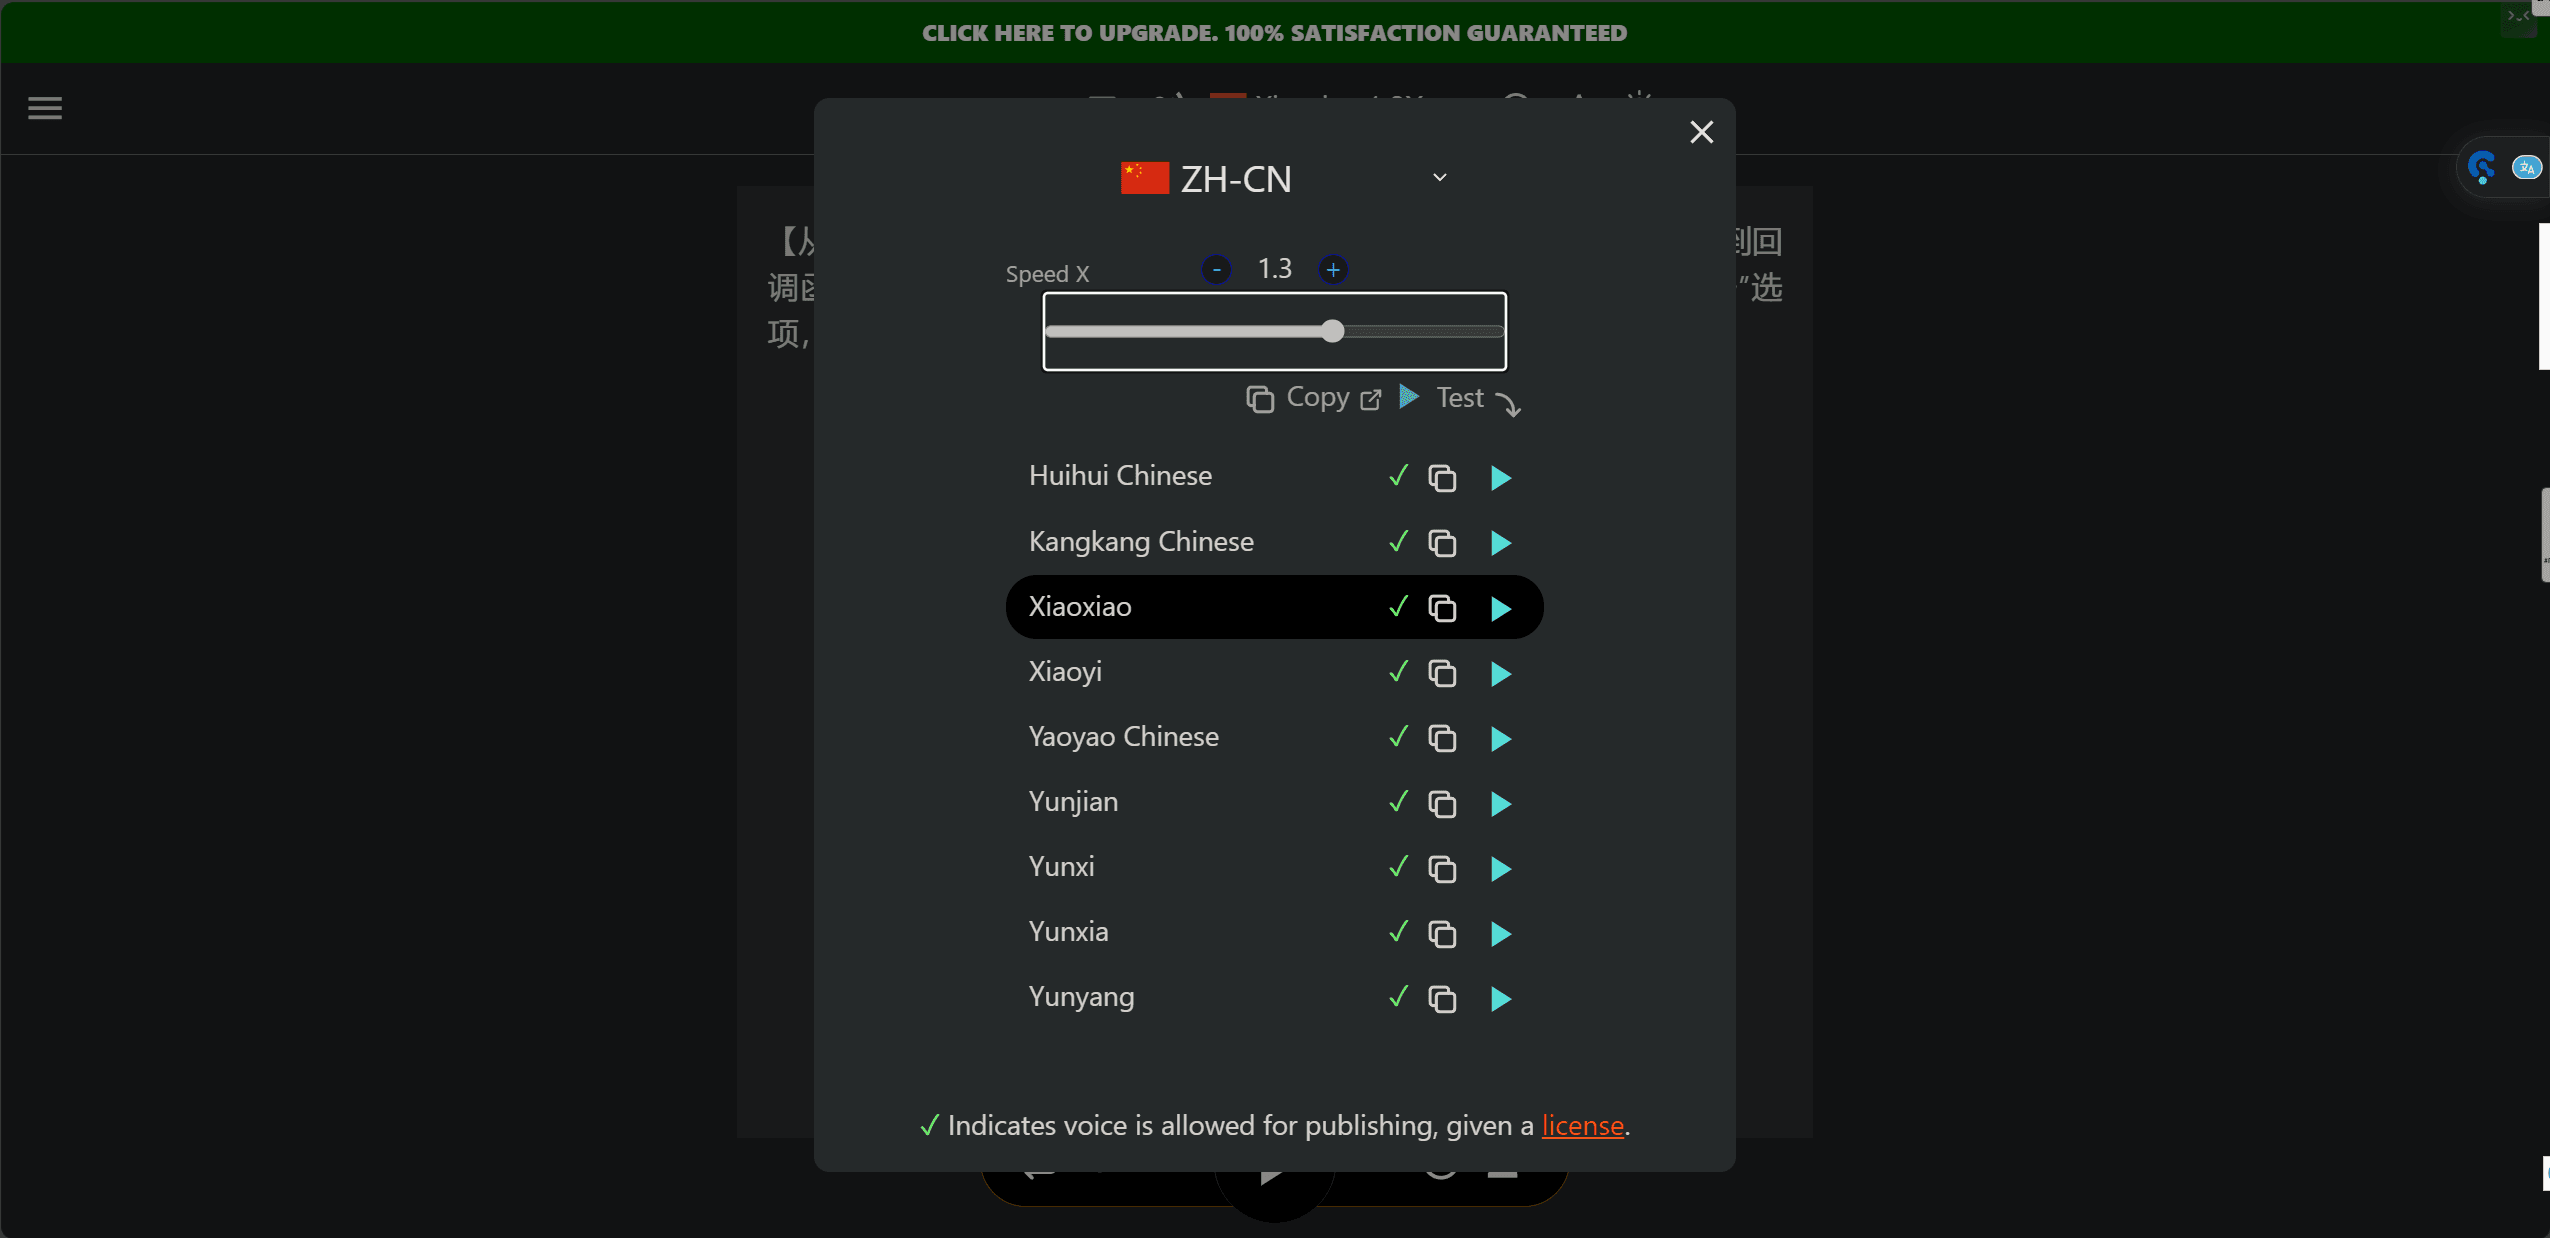 CLICK HERE TO UPGRADE. 100% SATISFACTION GUARANTEED
ZH-CN
Speed X - 1.3 +
Copy Test
Huihui Chinese ✓
Kangkang Chinese ✓
Xiaoxiao ✓
Xiaoyi ✓
Yaoyao Chinese ✓
Yunjian ✓
Yunxi ✓
Yunxia ✓
Yunyang ✓
✓ Indicates voice is allowed for publishing, given a license.
【从
到回
调函
”选
项，